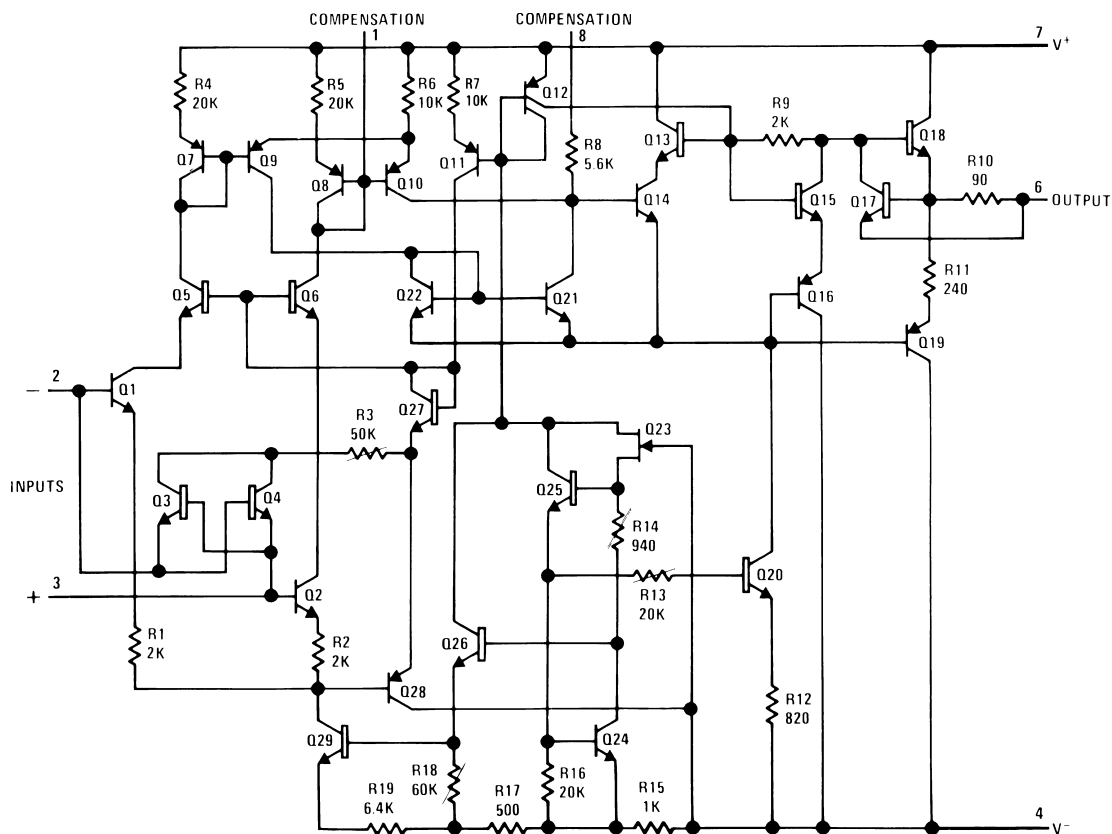 COMPENSATION COMPENSATION
1 8
7 V+
R4 20K
R5 20K
R6 10K
R7 10K
Q12
R8 5.6K
Q13
R9 2K
Q18
Q7
Q9
Q8
Q10
Q11
Q14
Q15
Q17
R10 90
6 OUTPUT
Q5
Q6
Q22
Q21
Q16
R11 240
Q19
− 2
Q1
Q27
R3 50K
Q23
INPUTS
Q3
Q4
Q25
R14 940
+ 3
Q2
R13 20K
Q20
R1 2K
R2 2K
Q26
Q28
R12 820
Q29
R18 60K
Q24
R19 6.4K
R17 500
R16 20K
R15 1K
4 V−